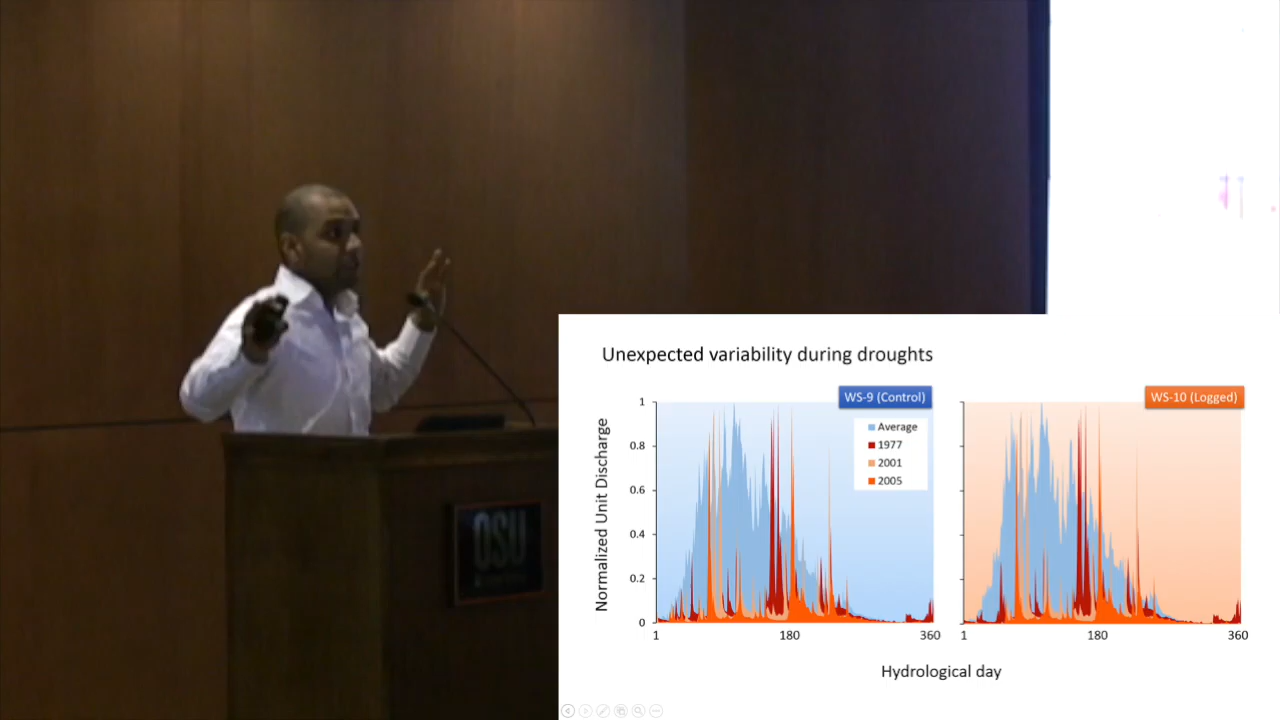 OSU
Unexpected variability during droughts
WS-9 (Control)
WS-10 (Logged)
Normalized Unit Discharge
1
0.8
0.6
0.4
0.2
0
Average
1977
2001
2005
1
180
360
1
180
360
Hydrological day